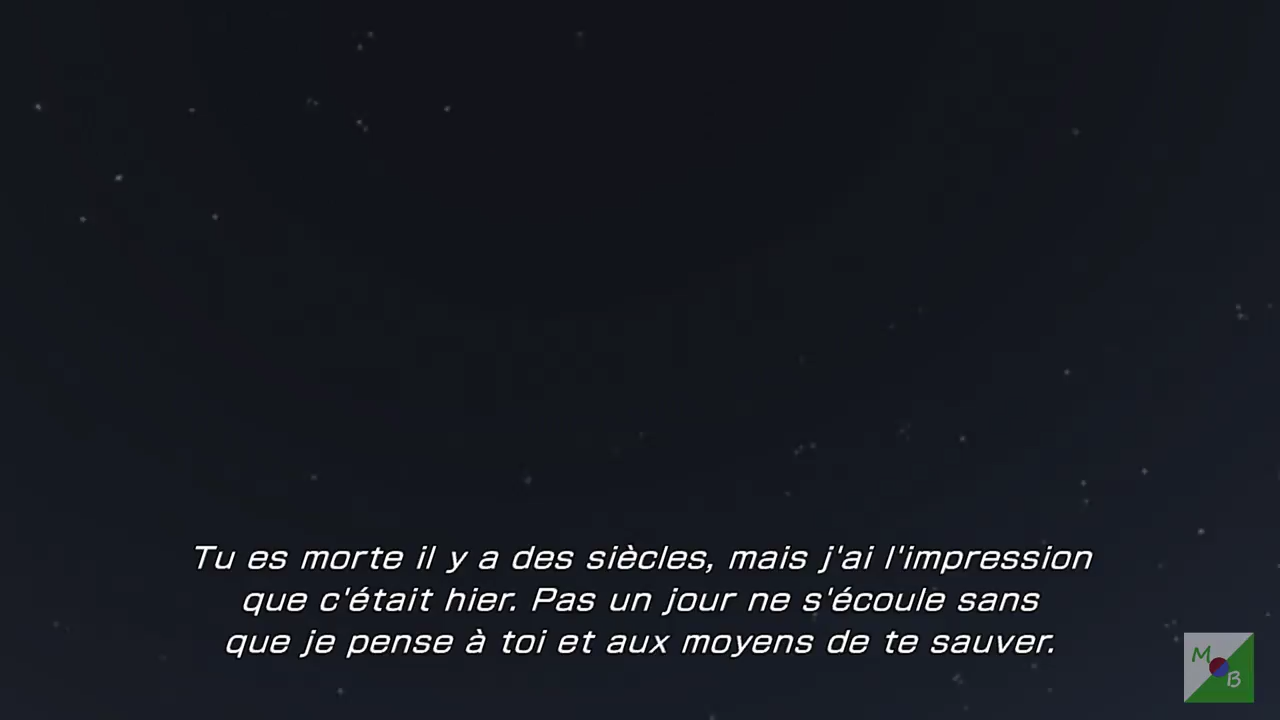 Tu es morte il y a des siècles, mais j'ai l'impression
que c'était hier. Pas un jour ne s'écoule sans
que je pense à toi et aux moyens de te sauver.
M
B